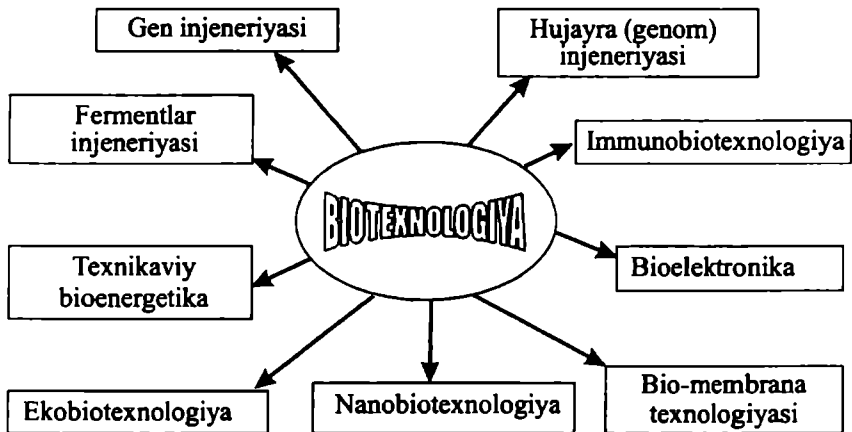 Gen injeneriyasi
Hujayra (genom)
injeneriyasi
Fermentlar
injeneriyasi
Immunobiotexnologiya
BIOTEXNOLOGIYA
Texnikaviy
bioenergetika
Bioelektronika
Ekobiotexnologiya
Nanobiotexnologiya
Bio-membrana
texnologiyasi